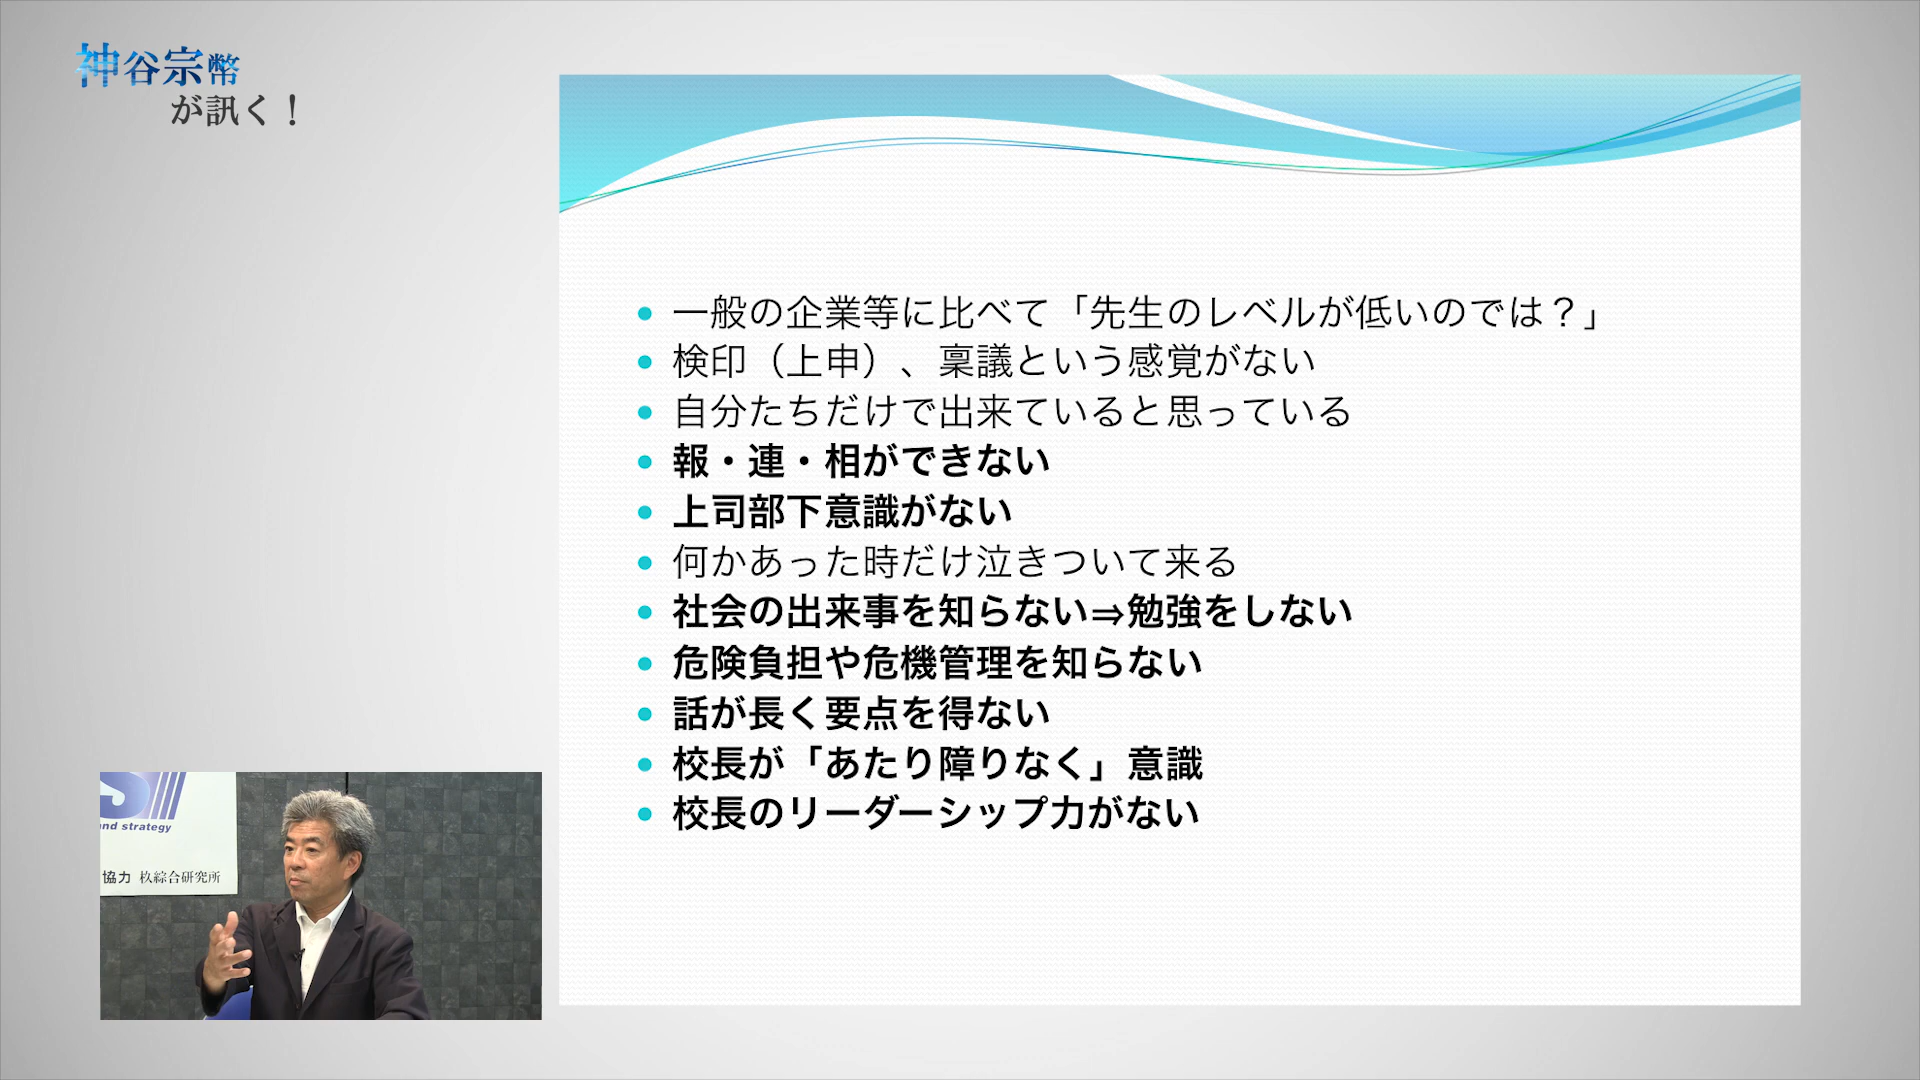 神谷宗幣
が訊く！
一般の企業等に比べて「先生のレベルが低いのでは？」
検印（上申）、稟議という感覚がない
自分たちだけで出来ていると思っている
報・連・相ができない
上司部下意識がない
何かあった時だけ泣きついて来る
社会の出来事を知らない⇒勉強をしない
危険負担や危機管理を知らない
話が長く要点を得ない
校長が「あたり障りなく」意識
校長のリーダーシップ力がない
S
nd strategy
協力 杦綜合研究所